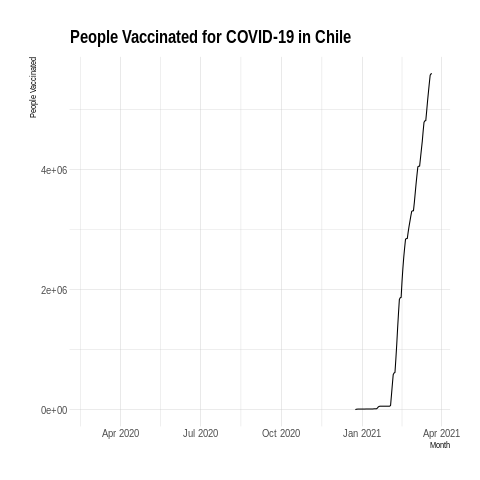 People Vaccinated for COVID-19 in Chile
People Vaccinated
4e+06
2e+06
0e+00
Apr 2020 Jul 2020 Oct 2020 Jan 2021 Apr 2021
Month